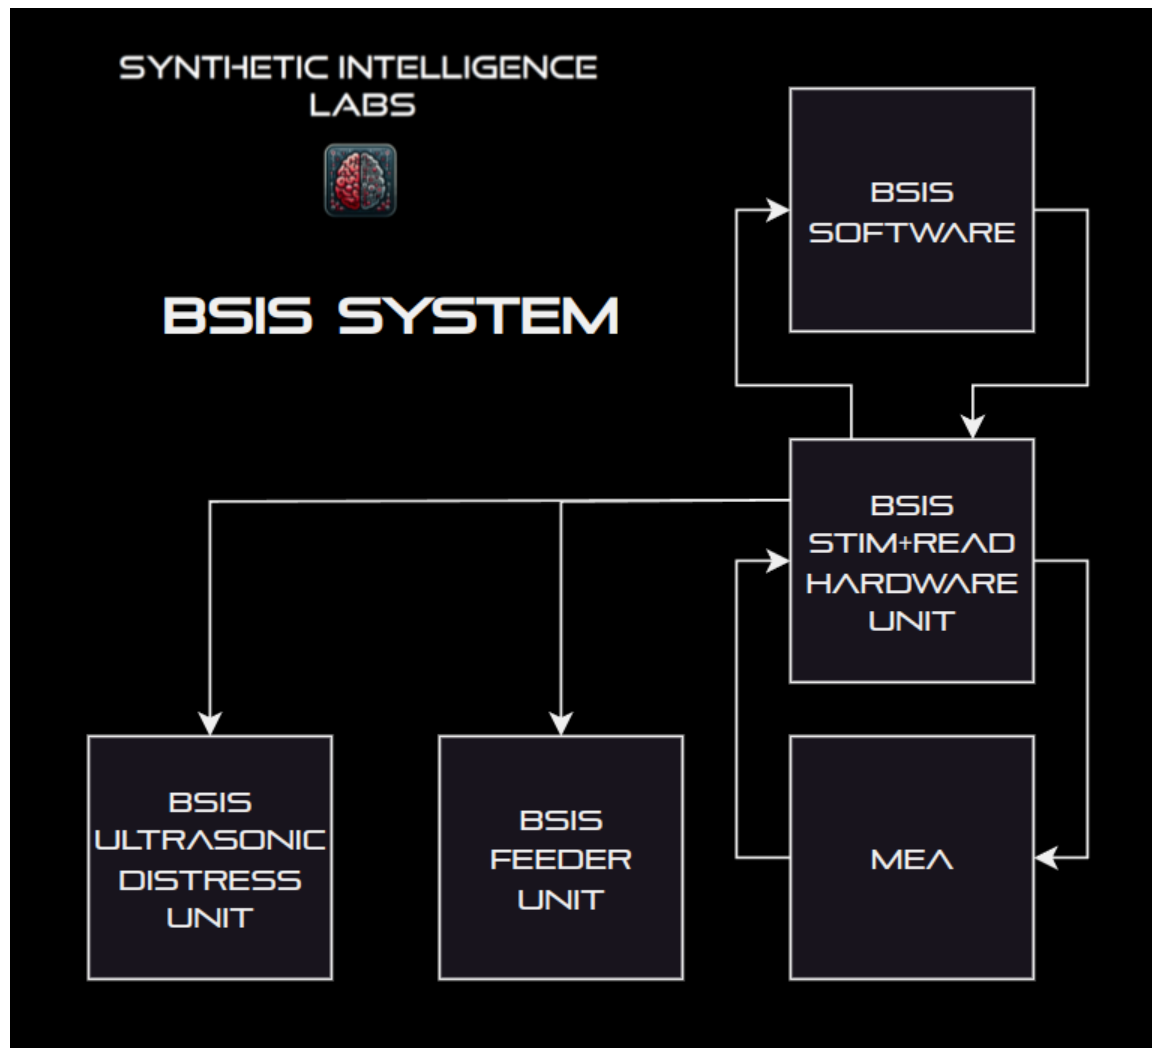 SYNTHETIC INTELLIGENCE
LABS
BSIS SYSTEM
BSIS
SOFTWARE
BSIS
STIM+READ
HARDWARE
UNIT
BSIS
ULTRASONIC
DISTRESS
UNIT
BSIS
FEEDER
UNIT
MEA